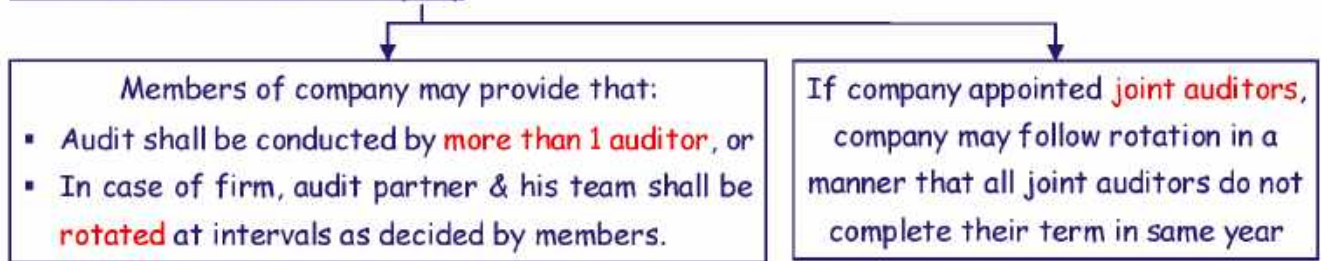 Members of company may provide that:
▪ Audit shall be conducted by more than 1 auditor, or
▪ In case of firm, audit partner & his team shall be
rotated at intervals as decided by members.
If company appointed joint auditors,
company may follow rotation in a
manner that all joint auditors do not
complete their term in same year